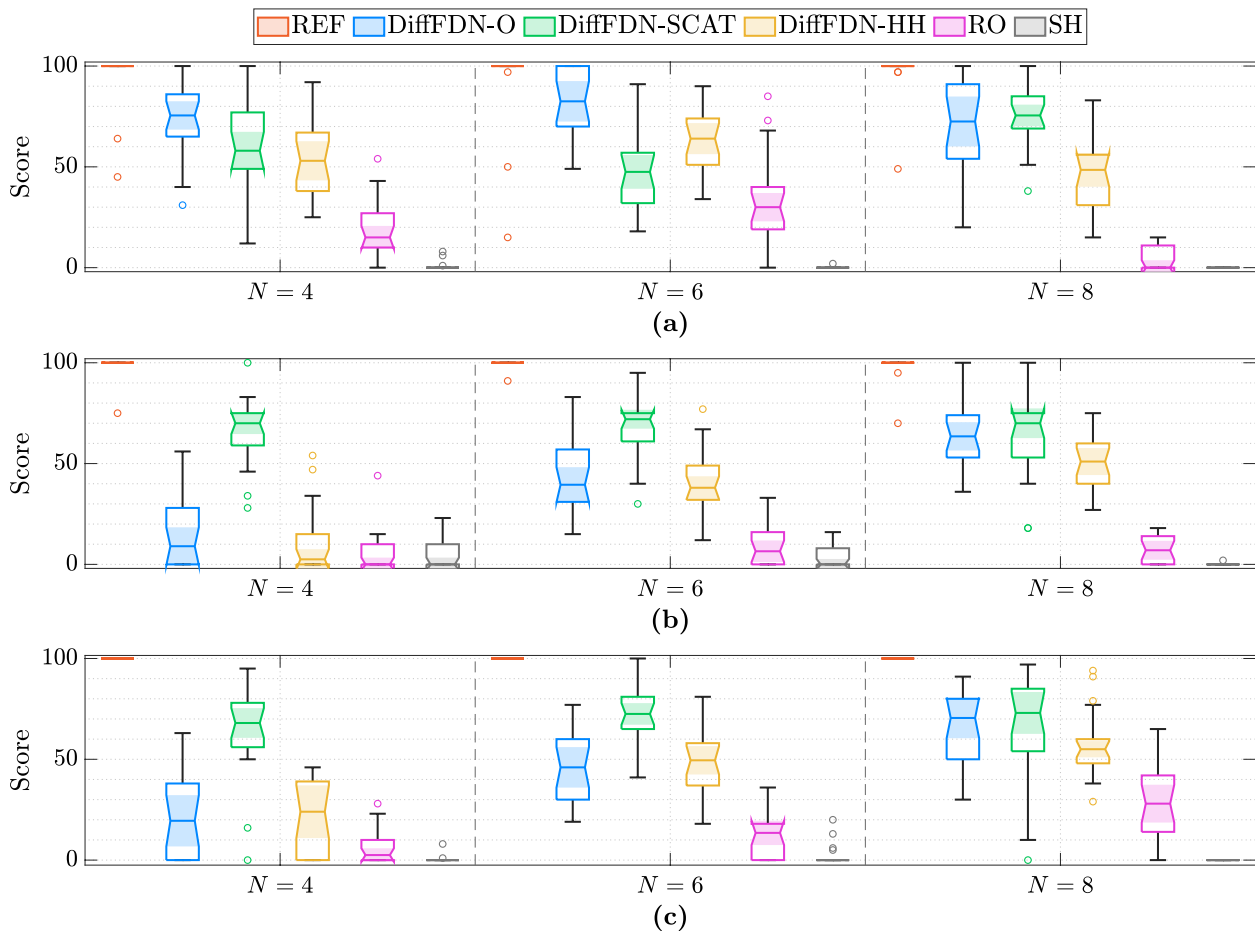 REF DiffFDN-O DiffFDN-SCAT DiffFDN-HH RO SH
100
50
0
Score
N = 4 N = 6 N = 8
(a)
100
50
0
Score
N = 4 N = 6 N = 8
(b)
100
50
0
Score
N = 4 N = 6 N = 8
(c)